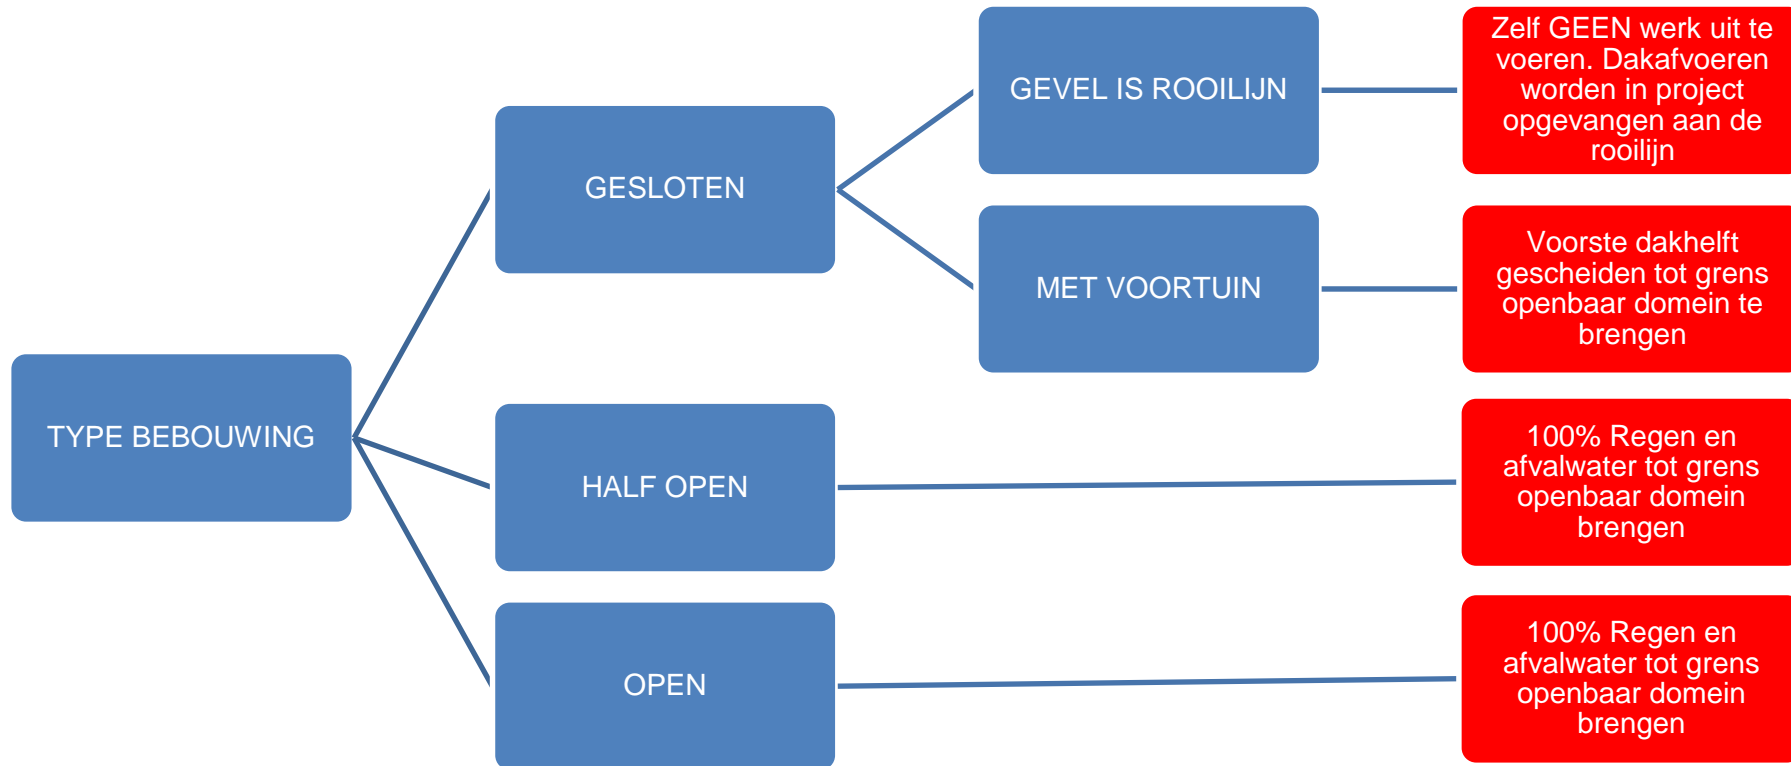 TYPE BEBOUWING
GESLOTEN
GEVEL IS ROOILIJN
Zelf GEEN werk uit te
voeren. Dakafvoeren
worden in project
opgevangen aan de
rooilijn
MET VOORTUIN
Voorste dakhelft
gescheiden tot grens
openbaar domein te
brengen
HALF OPEN
100% Regen en
afvalwater tot grens
openbaar domein
brengen
OPEN
100% Regen en
afvalwater tot grens
openbaar domein
brengen